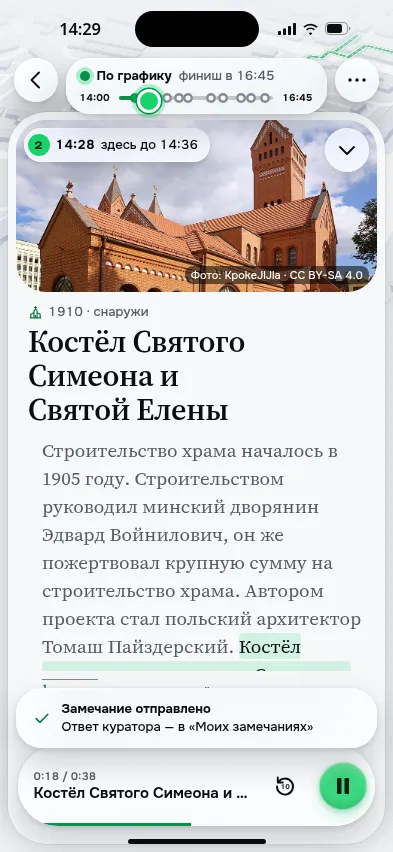 14:29
По графику финиш в 16:45
14:00
16:45
2 14:28 здесь до 14:36
Фото: KpokeJlJla · CC BY-SA 4.0
1910 · снаружи
Костёл Святого
Симеона и
Святой Елены
Строительство храма началось в
1905 году. Строительством
руководил минский дворянин
Эдвард Войнилович, он же
пожертвовал крупную сумму на
строительство храма. Автором
проекта стал польский архитектор
Томаш Пайздерский. Костёл
Замечание отправлено
Ответ куратора — в «Моих замечаниях»
0:18 / 0:38
Костёл Святого Симеона и ...
10